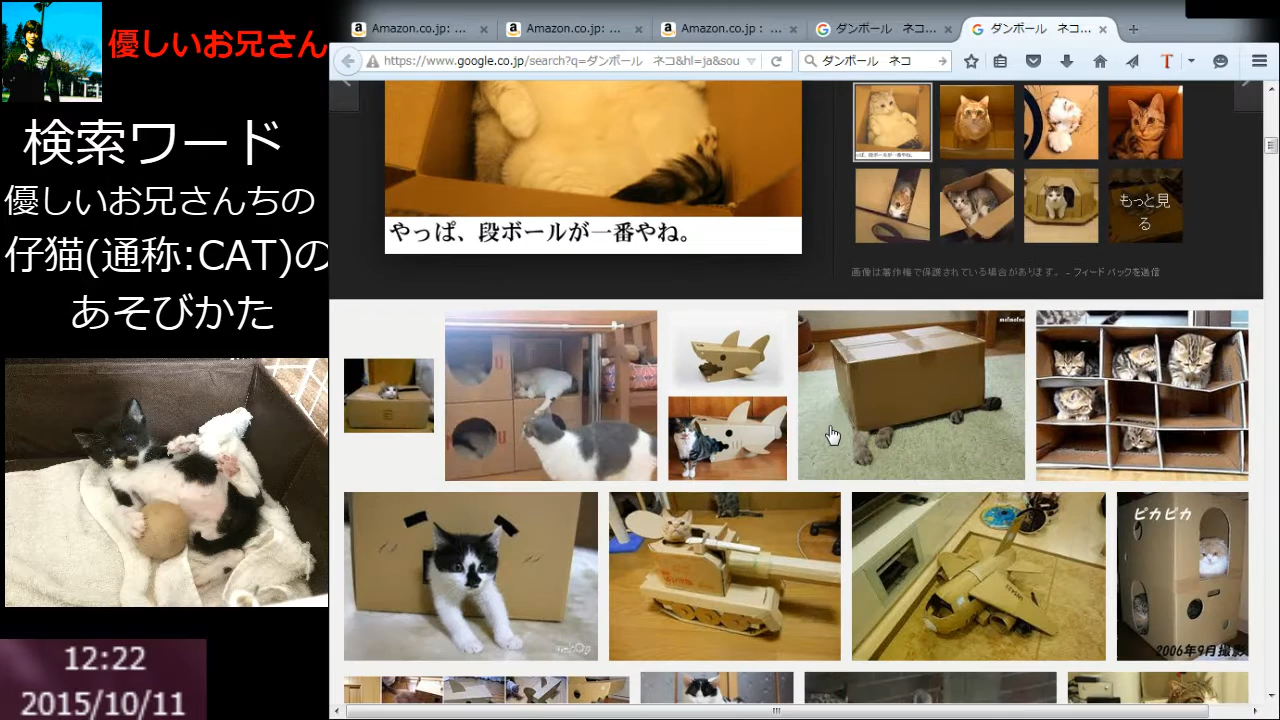 優しいお兄さん
検索ワード
優しいお兄さんちの
仔猫(通称:CAT)の
あそびかた
12:22
2015/10/11
Amazon.co.jp: ...
Amazon.co.jp: ...
Amazon.co.jp : ...
ダンボール　ネコ...
ダンボール　ネコ...
https://www.google.co.jp/search?q=ダンボール　ネコ&hl=ja&sou
ダンボール　ネコ
やっぱ、段ボールが一番やね。
もっと見
る
画像は著作権で保護されている場合があります。 - フィードバックを送信
mofmofne
ピカピカ
2006年9月撮影